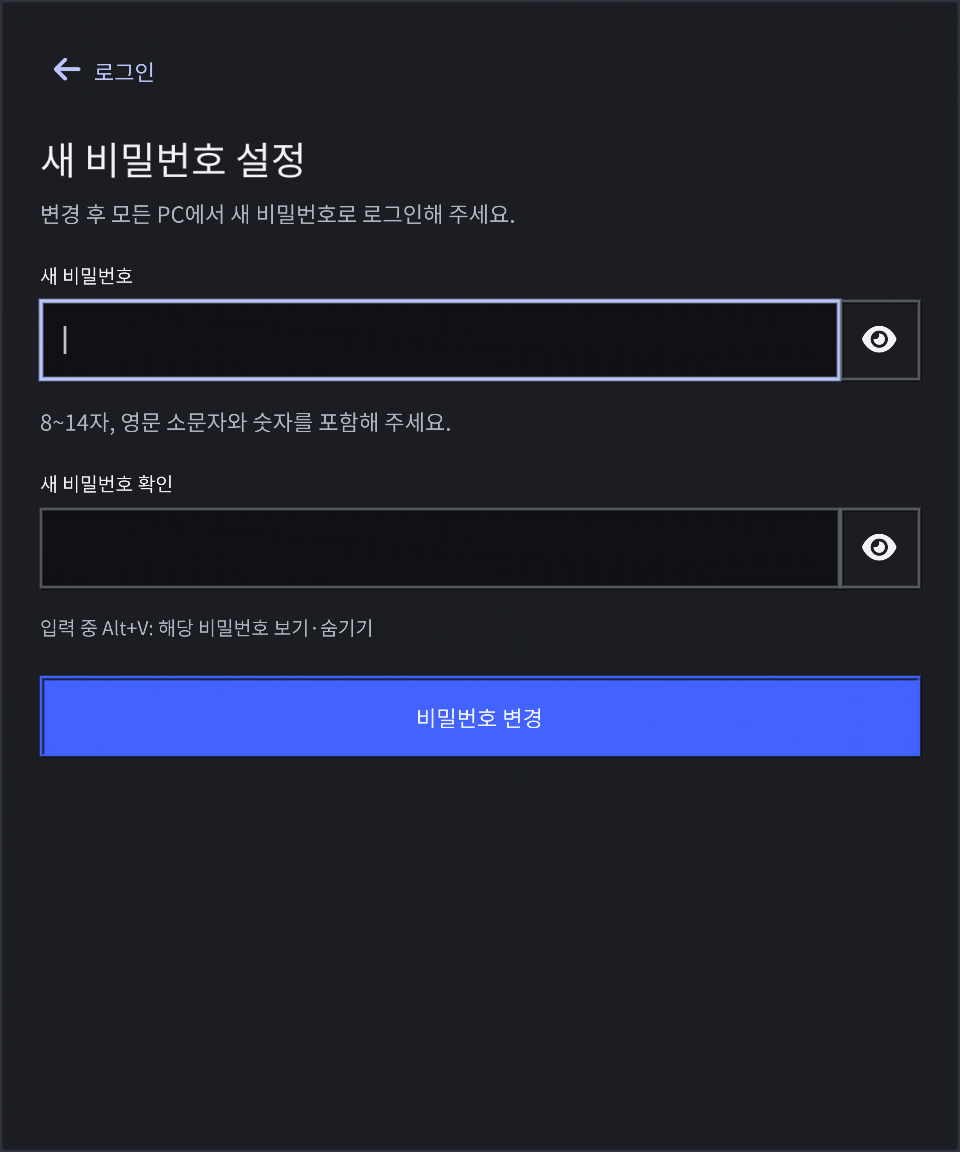 로그인
새 비밀번호 설정
변경 후 모든 PC에서 새 비밀번호로 로그인해 주세요.
새 비밀번호
8~14자, 영문 소문자와 숫자를 포함해 주세요.
새 비밀번호 확인
입력 중 Alt+V: 해당 비밀번호 보기·숨기기
비밀번호 변경